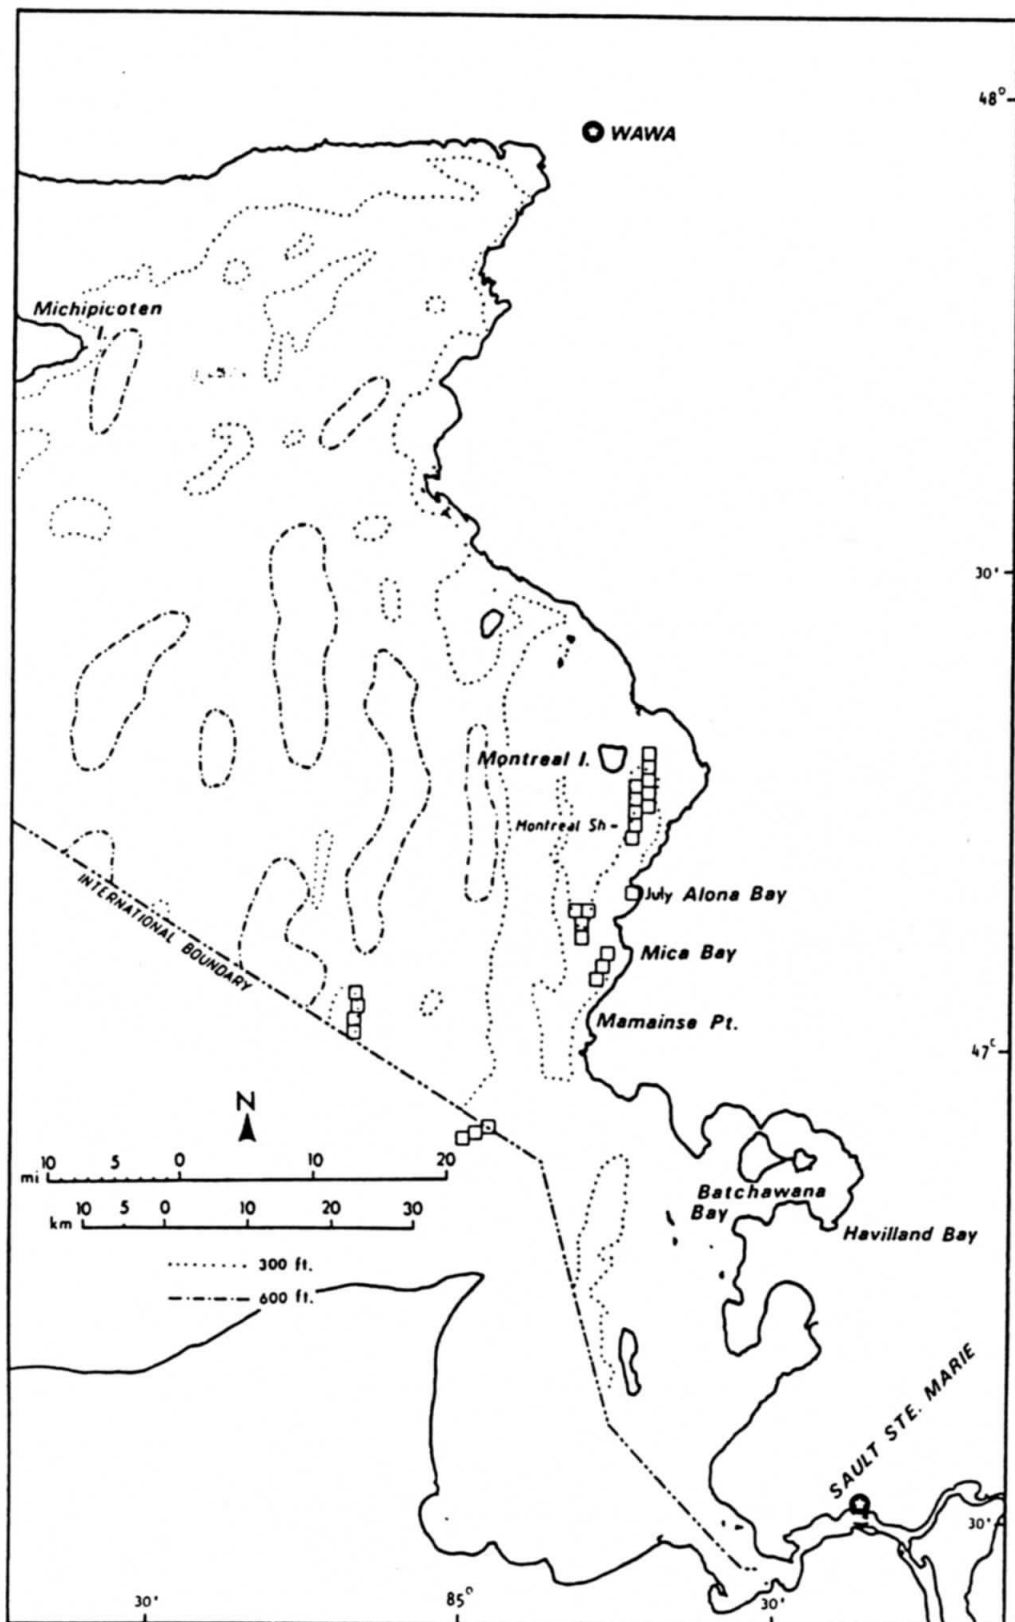 48°
WAWA
Michipicoten
I.
30'
Montreal I.
Montreal Sh-
July Alona Bay
INTERNATIONAL BOUNDARY
Mica Bay
Mamainse Pt.
47°
N
10 5 0 10 20
mi
Batchawana
Bay
10 5 0 10 20 30
km
Havilland Bay
300 ft.
600 ft.
SAULT STE. MARIE
30'
30' 85° 30'